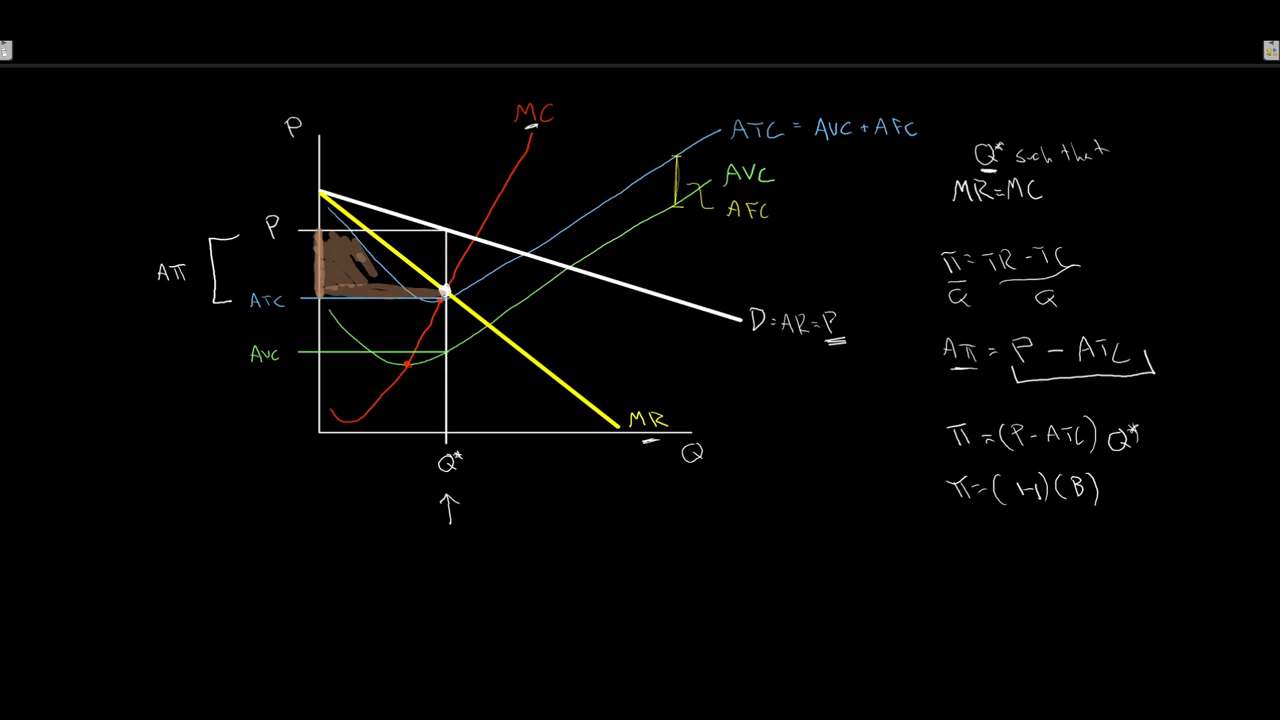 MC
P
ATC = AVC + AFC
AVC
AFC
P
Aπ
ATC
AVC
D=AR=P
MR
Q
Q*
Q* such that
MR=MC
π = TR - TC
Q Q
Aπ = P - ATC
π = (P - ATC) Q*
π = (H)(B)